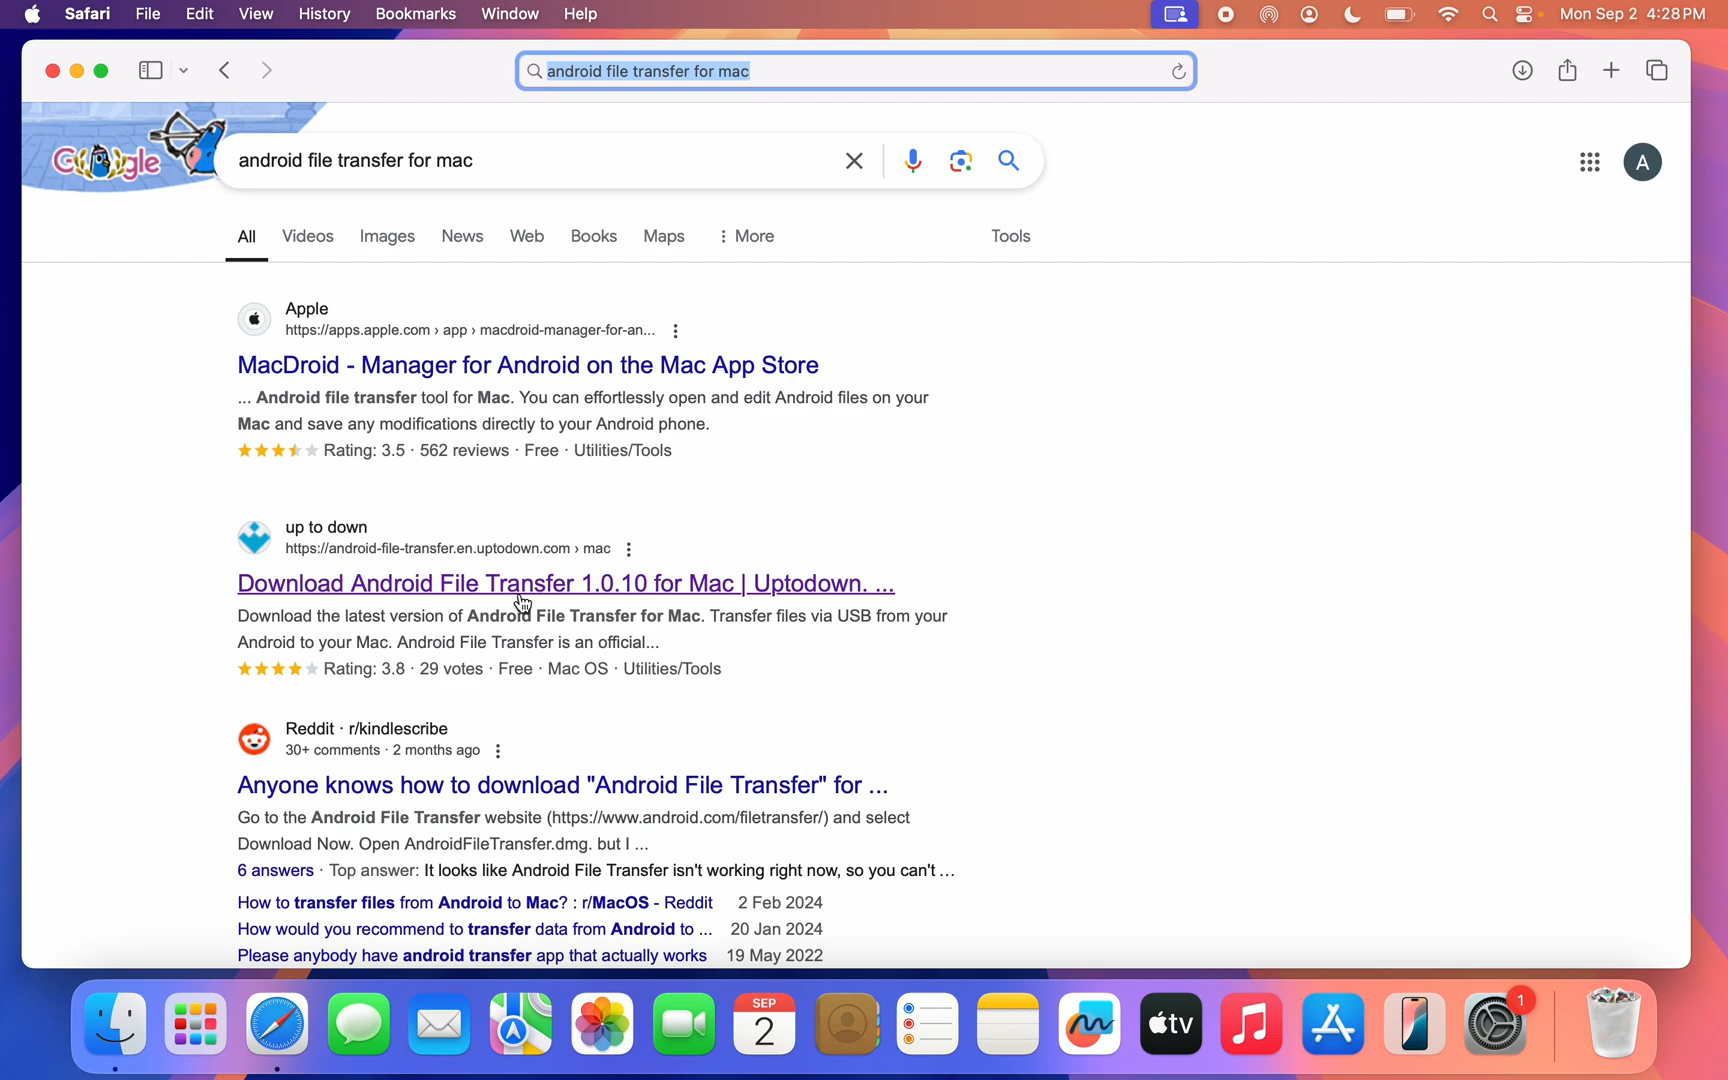 Safari File Edit View History Bookmarks Window Help Mon Sep 2 4:28 PM
android file transfer for mac
Google
android file transfer for mac
A
All Videos Images News Web Books Maps More Tools
Apple
https://apps.apple.com › app › macdroid-manager-for-an...
MacDroid - Manager for Android on the Mac App Store
... Android file transfer tool for Mac. You can effortlessly open and edit Android files on your
Mac and save any modifications directly to your Android phone.
Rating: 3.5 · 562 reviews · Free · Utilities/Tools
up to down
https://android-file-transfer.en.uptodown.com › mac
Download Android File Transfer 1.0.10 for Mac | Uptodown. ...
Download the latest version of Android File Transfer for Mac. Transfer files via USB from your
Android to your Mac. Android File Transfer is an official...
Rating: 3.8 · 29 votes · Free · Mac OS · Utilities/Tools
Reddit · r/kindlescribe
30+ comments · 2 months ago
Anyone knows how to download "Android File Transfer" for ...
Go to the Android File Transfer website (https://www.android.com/filetransfer/) and select
Download Now. Open AndroidFileTransfer.dmg. but I ...
6 answers · Top answer: It looks like Android File Transfer isn't working right now, so you can't ...
How to transfer files from Android to Mac? : r/MacOS - Reddit 2 Feb 2024
How would you recommend to transfer data from Android to ... 20 Jan 2024
Please anybody have android transfer app that actually works 19 May 2022
SEP
2
tv
1